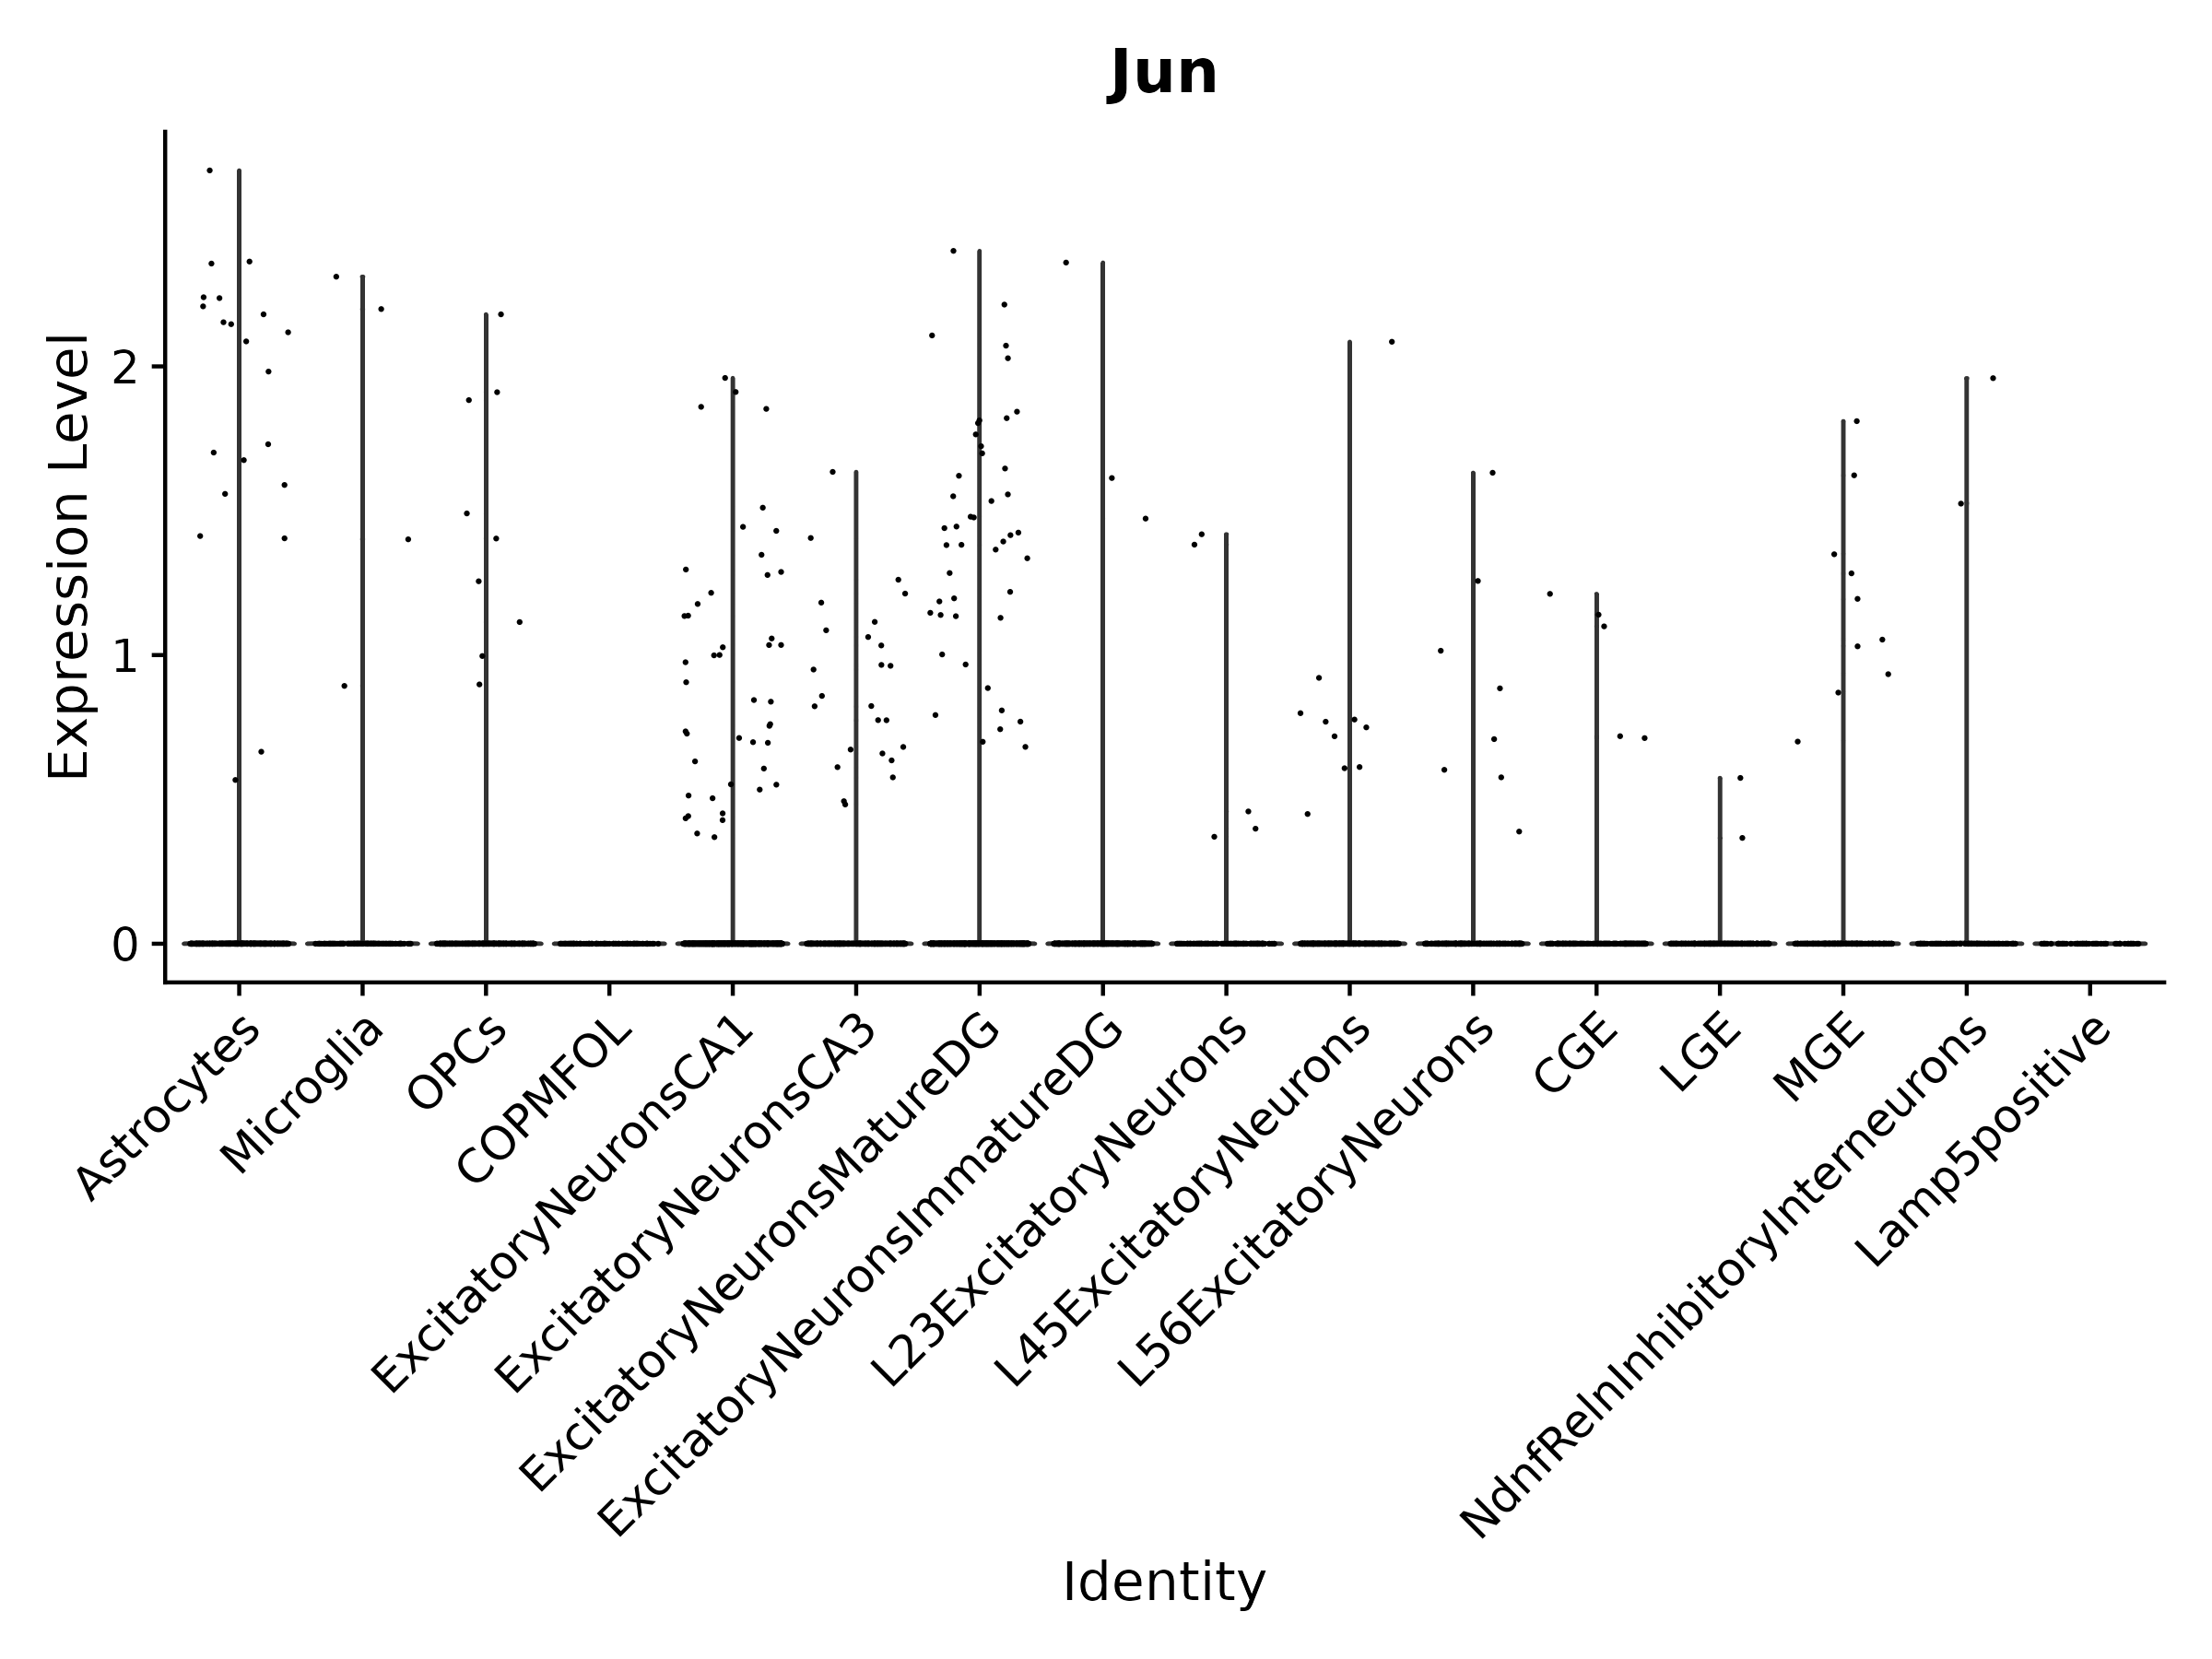 Jun
Expression Level
2
1
0
Astrocytes
Microglia
OPCs
COPMFOL
ExcitatoryNeuronsCA1
ExcitatoryNeuronsCA3
ExcitatoryNeuronsMatureDG
ExcitatoryNeuronsImmatureDG
L23ExcitatoryNeurons
L45ExcitatoryNeurons
L56ExcitatoryNeurons
CGE
LGE
MGE
NdnfRelnInhibitoryInterneurons
Lamp5positive
Identity